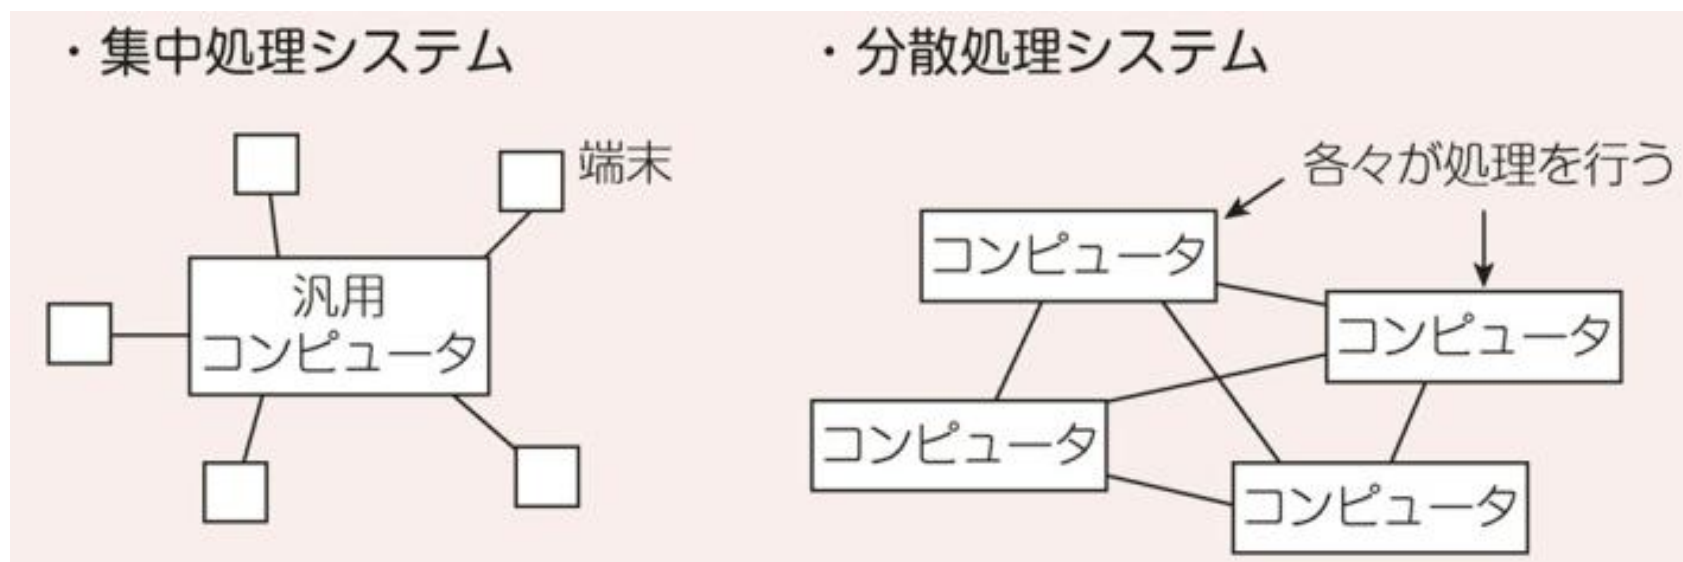 ・集中処理システム
端末
汎用
コンピュータ
・分散処理システム
各々が処理を行う
コンピュータ
コンピュータ
コンピュータ
コンピュータ